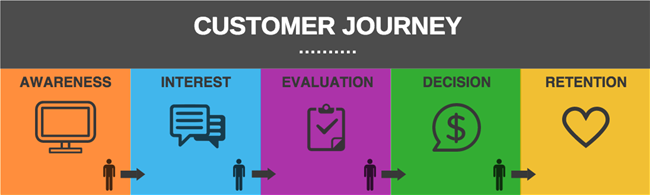 CUSTOMER JOURNEY
AWARENESS
INTEREST
EVALUATION
DECISION
RETENTION
$